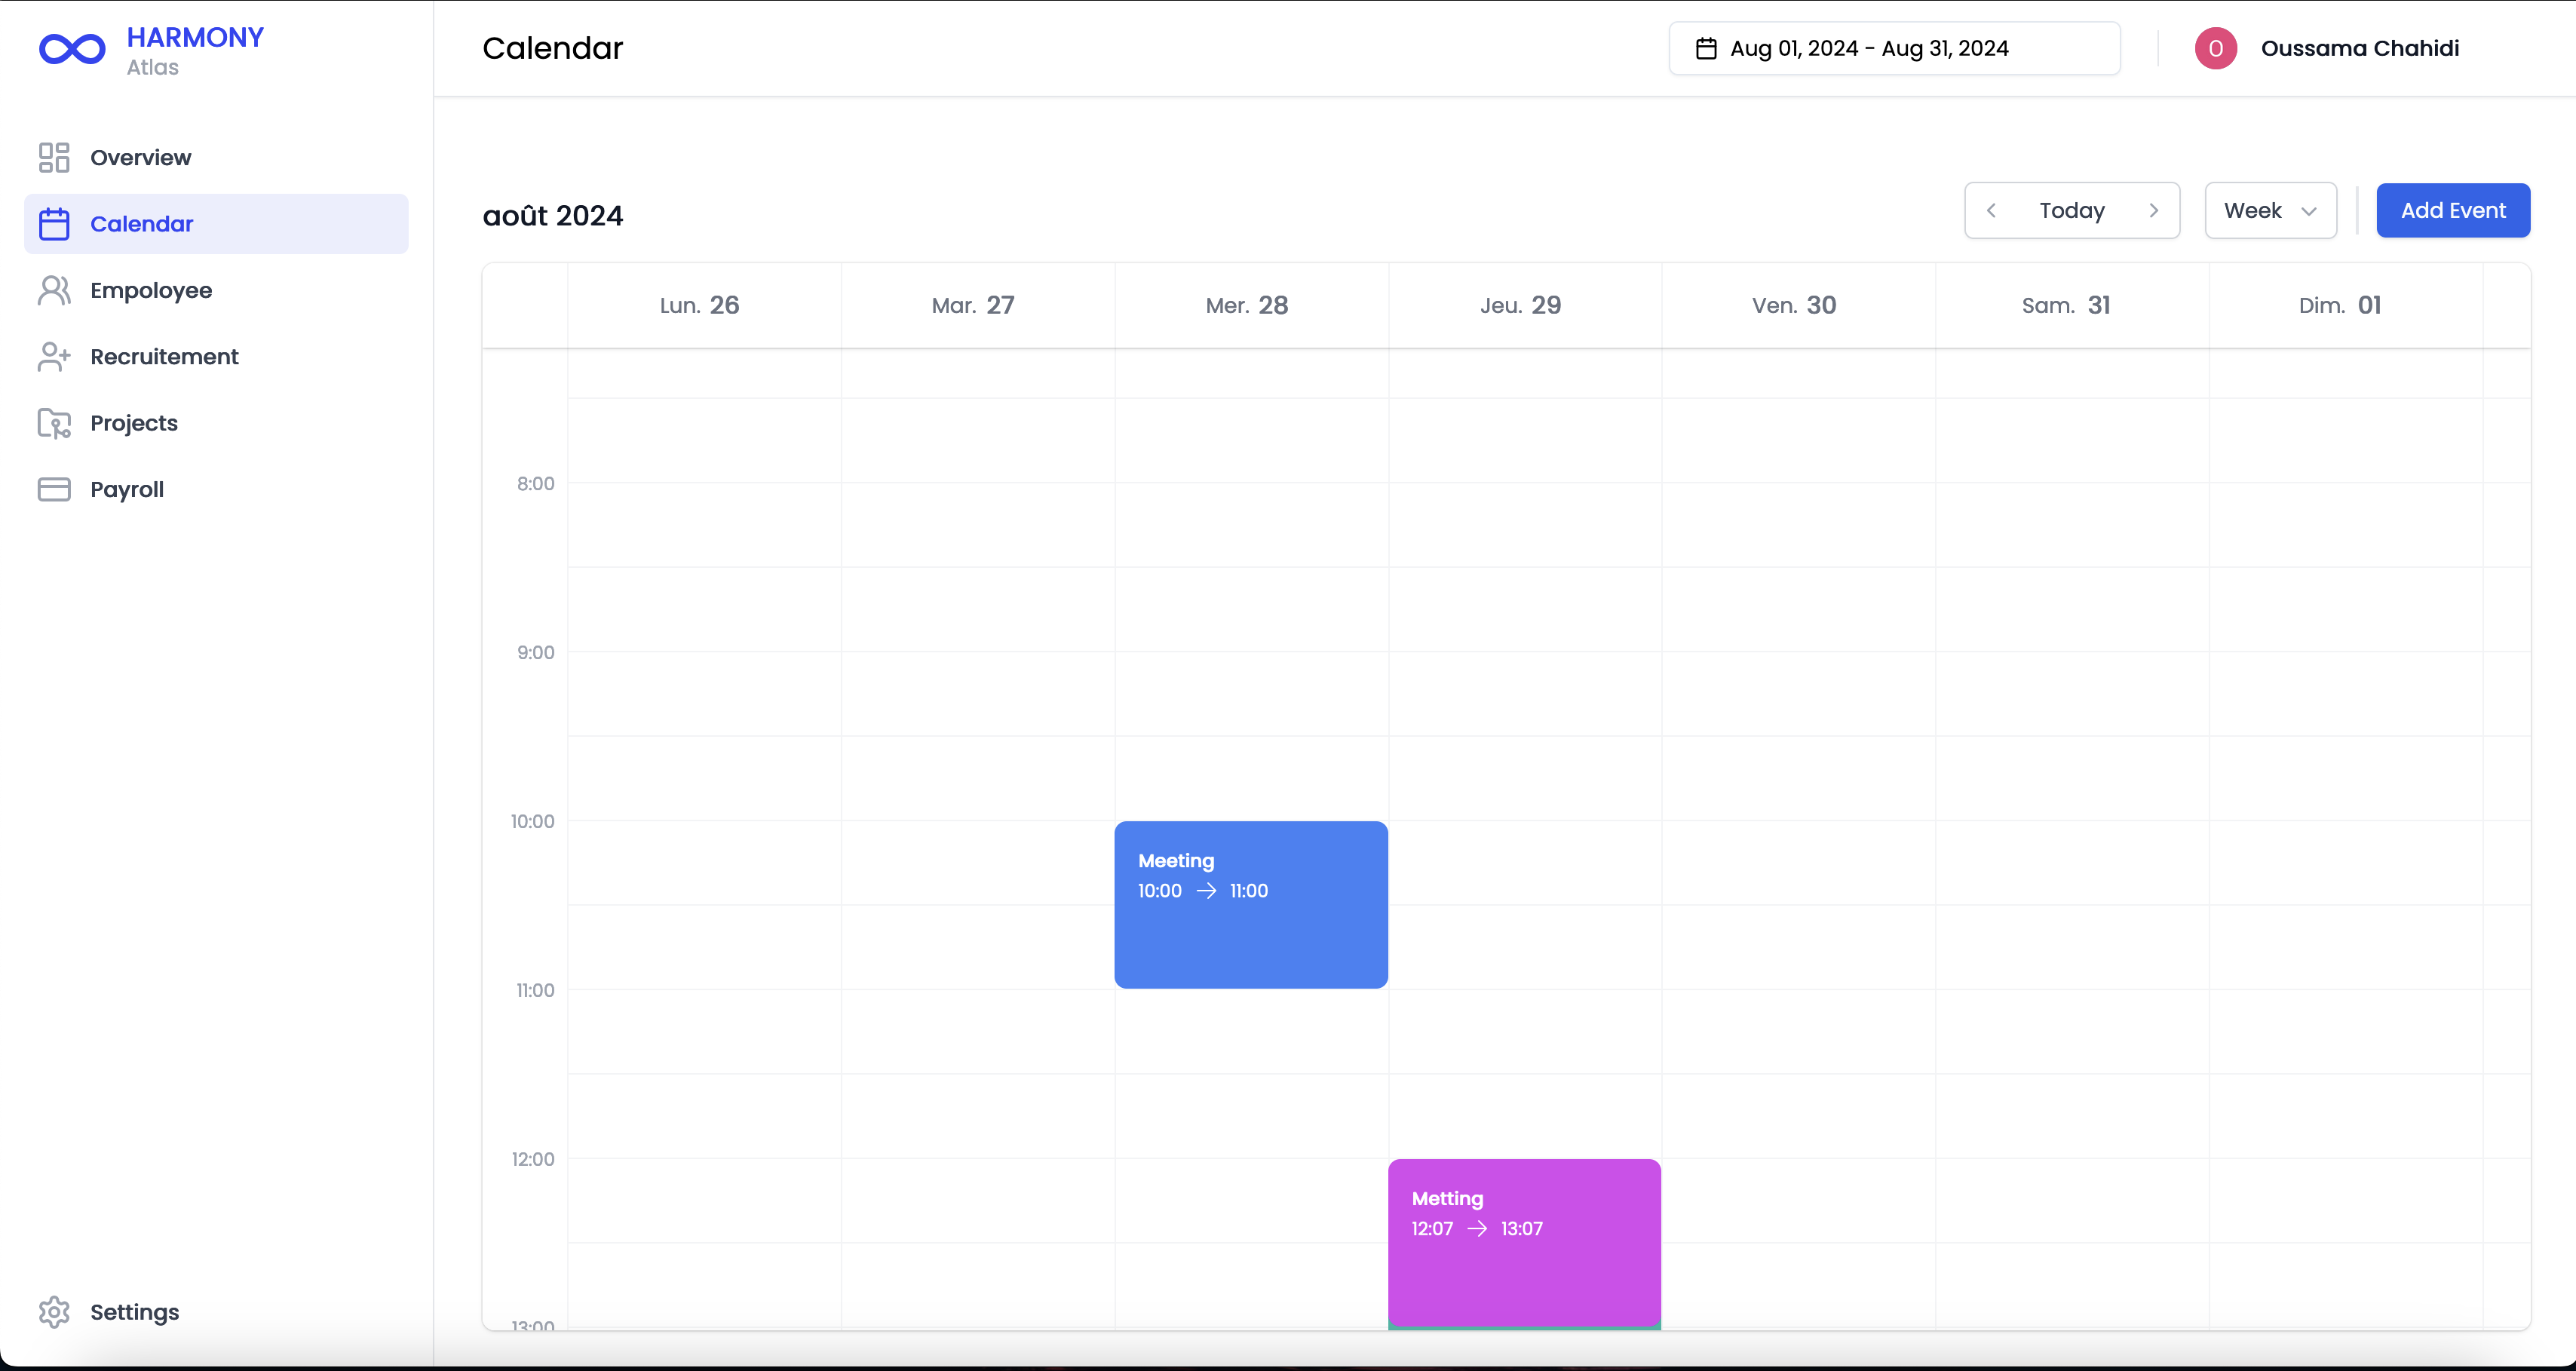 HARMONY
Atlas
Calendar
Aug 01, 2024 - Aug 31, 2024
O
Oussama Chahidi
Overview
Calendar
Empoloyee
Recruitement
Projects
Payroll
Settings
août 2024
Today
Week
Add Event
Lun. 26
Mar. 27
Mer. 28
Jeu. 29
Ven. 30
Sam. 31
Dim. 01
8:00
9:00
10:00
Meeting
10:00 → 11:00
11:00
12:00
Metting
12:07 → 13:07
13:00